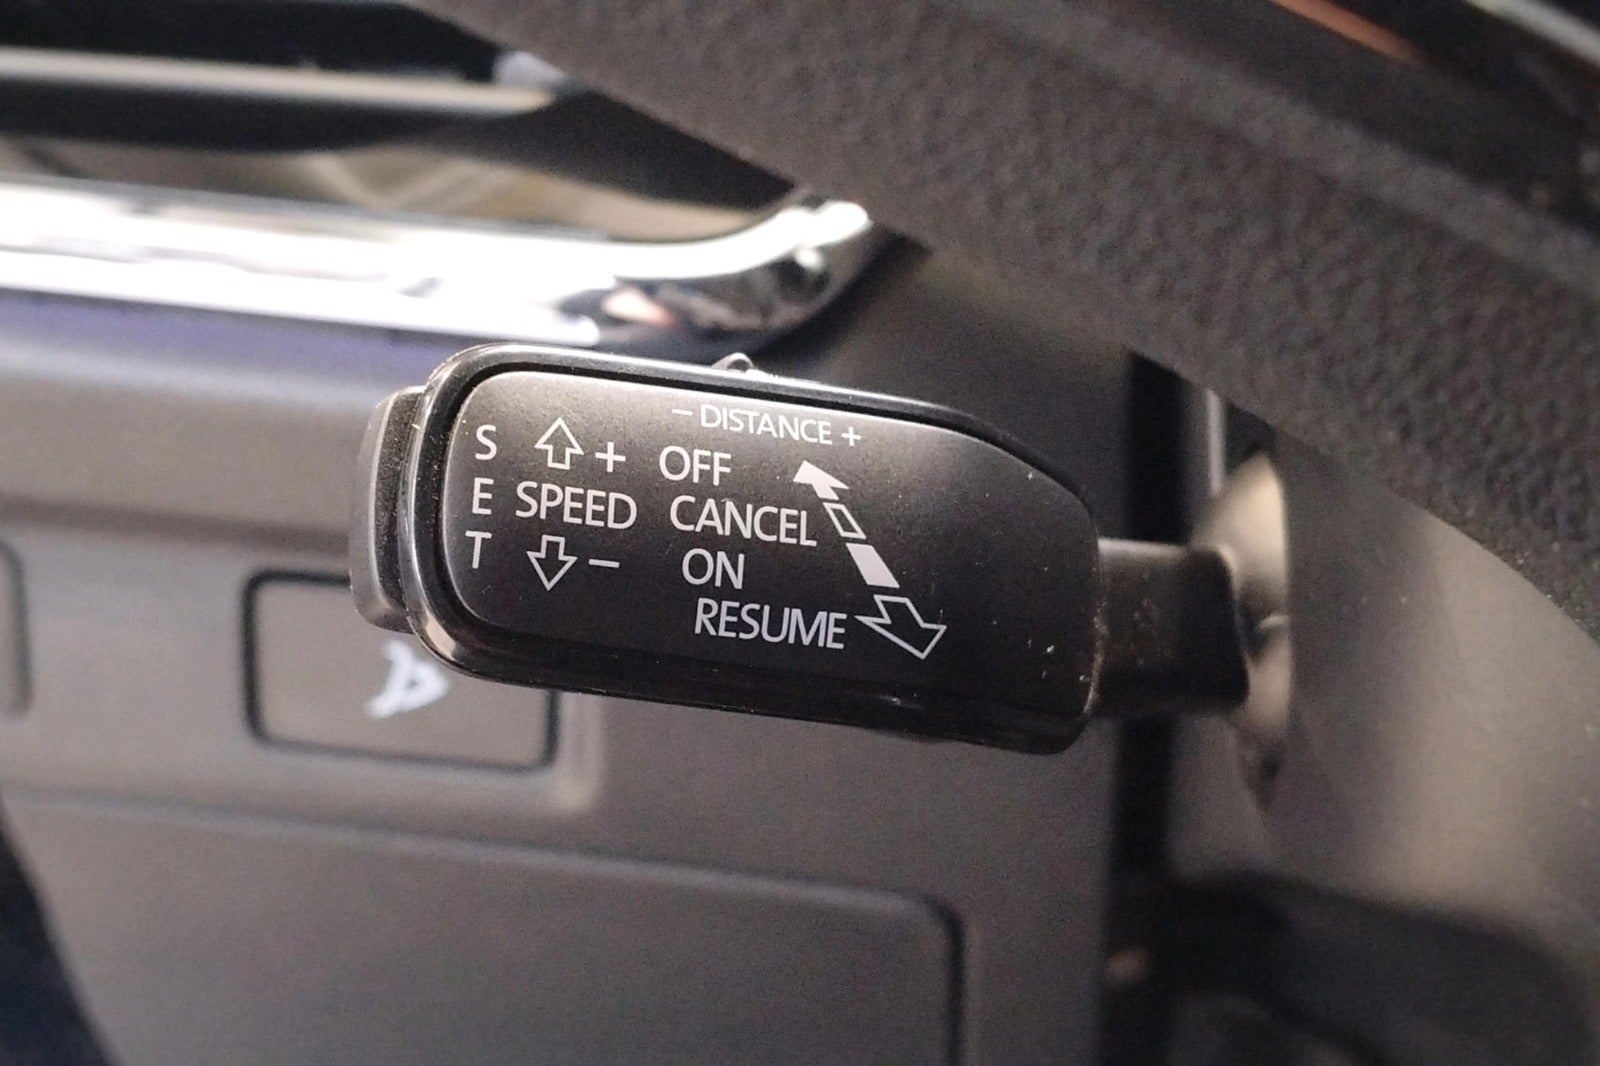 − DISTANCE +
S
E
T
⇧ +
SPEED
⇩ −
OFF
CANCEL
ON
RESUME